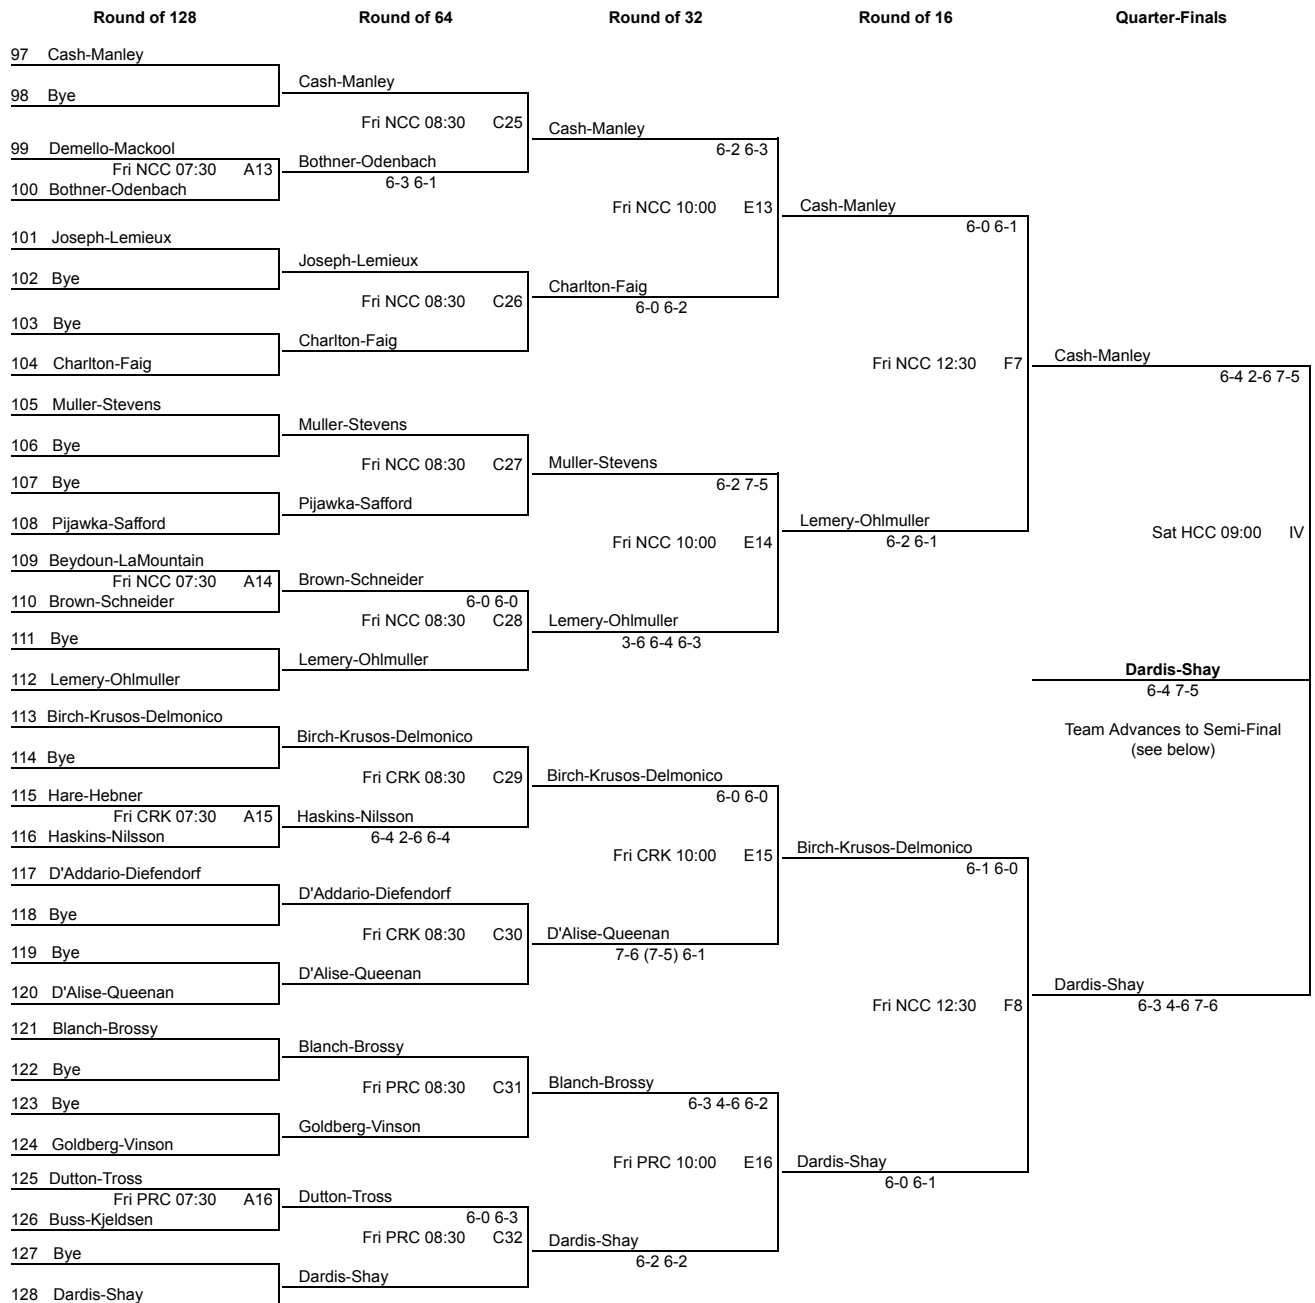 Round of 128 Round of 64 Round of 32 Round of 16 Quarter-Finals
97 Cash-Manley
Cash-Manley
98 Bye
Fri NCC 08:30 C25
Cash-Manley
99 Demello-Mackool
6-2 6-3
Fri NCC 07:30 A13
Bothner-Odenbach
100 Bothner-Odenbach
6-3 6-1
Fri NCC 10:00 E13
Cash-Manley
6-0 6-1
101 Joseph-Lemieux
Joseph-Lemieux
102 Bye
Charlton-Faig
Fri NCC 08:30 C26
6-0 6-2
103 Bye
Charlton-Faig
104 Charlton-Faig
Fri NCC 12:30 F7
Cash-Manley
6-4 2-6 7-5
105 Muller-Stevens
Muller-Stevens
106 Bye
Fri NCC 08:30 C27
Muller-Stevens
107 Bye
6-2 7-5
Pijawka-Safford
108 Pijawka-Safford
Lemery-Ohlmuller
6-2 6-1
Fri NCC 10:00 E14
Sat HCC 09:00 IV
109 Beydoun-LaMountain
Fri NCC 07:30 A14
Brown-Schneider
110 Brown-Schneider
6-0 6-0
Fri NCC 08:30 C28
Lemery-Ohlmuller
111 Bye
3-6 6-4 6-3
Lemery-Ohlmuller
112 Lemery-Ohlmuller
Dardis-Shay
6-4 7-5
113 Birch-Krusos-Delmonico
Team Advances to Semi-Final
(see below)
Birch-Krusos-Delmonico
114 Bye
Fri CRK 08:30 C29
Birch-Krusos-Delmonico
115 Hare-Hebner
6-0 6-0
Fri CRK 07:30 A15
Haskins-Nilsson
116 Haskins-Nilsson
6-4 2-6 6-4
Fri CRK 10:00 E15
Birch-Krusos-Delmonico
6-1 6-0
117 D'Addario-Diefendorf
D'Addario-Diefendorf
118 Bye
Fri CRK 08:30 C30
D'Alise-Queenan
7-6 (7-5) 6-1
119 Bye
D'Alise-Queenan
120 D'Alise-Queenan
Dardis-Shay
6-3 4-6 7-6
Fri NCC 12:30 F8
121 Blanch-Brossy
Blanch-Brossy
122 Bye
Fri PRC 08:30 C31
Blanch-Brossy
123 Bye
6-3 4-6 6-2
Goldberg-Vinson
124 Goldberg-Vinson
Fri PRC 10:00 E16
Dardis-Shay
6-0 6-1
125 Dutton-Tross
Fri PRC 07:30 A16
Dutton-Tross
126 Buss-Kjeldsen
6-0 6-3
Fri PRC 08:30 C32
Dardis-Shay
127 Bye
6-2 6-2
Dardis-Shay
128 Dardis-Shay